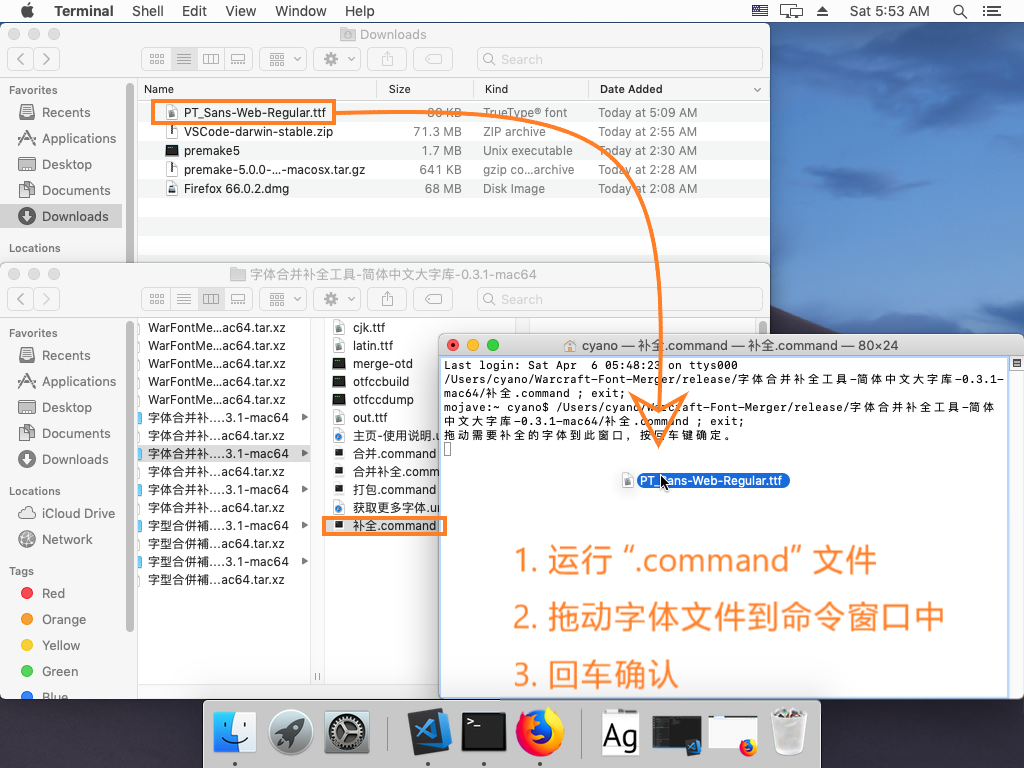 Terminal Shell Edit View Window Help Sat 5:53 AM
Downloads
Search
Favorites
Recents
Applications
Desktop
Documents
Downloads
Locations
Name Size Kind Date Added
PT_Sans-Web-Regular.ttf KB TrueType® font Today at 5:09 AM
VSCode-darwin-stable.zip 71.3 MB ZIP archive Today at 2:55 AM
premake5 1.7 MB Unix executable Today at 2:30 AM
premake-5.0.0-...-macosx.tar.gz 641 KB gzip co...archive Today at 2:28 AM
Firefox 66.0.2.dmg 68 MB Disk Image Today at 2:08 AM
字体合并补全工具-简体中文大字库-0.3.1-mac64
Search
Favorites
Recents
Applications
Desktop
Documents
Downloads
Locations
iCloud Drive
Network
Tags
Red
Orange
Yellow
Green
Blue
WarFontMe...ac64.tar.xz
WarFontMe...ac64.tar.xz
WarFontMe...ac64.tar.xz
WarFontMe...ac64.tar.xz
WarFontMe...ac64.tar.xz
字体合并补....3.1-mac64
字体合并补...ac64.tar.xz
字体合并补....3.1-mac64
字体合并补...ac64.tar.xz
字体合并补....3.1-mac64
字体合并补...ac64.tar.xz
字型合併補....3.1-mac64
字型合併補...ac64.tar.xz
字型合併補....3.1-mac64
字型合併補...ac64.tar.xz
cjk.ttf
latin.ttf
merge-otd
otfccbuild
otfccdump
out.ttf
主页-使用说明.u
合并.command
合并补全.comm
打包.command
获取更多字体.ur
补全.command
cyano — 补全.command — 补全.command — 80×24
Last login: Sat Apr  6 05:48:23 on ttys000
/Users/cyano/Warcraft-Font-Merger/release/字体合并补全工具-简体中文大字库-0.3.1-
mac64/补全.command ; exit;
mojave:~ cyano$ /Users/cyano/Warcraft-Font-Merger/release/字体合并补全工具-简体
中文大字库-0.3.1-mac64/补全.command ; exit;
拖动需要补全的字体到此窗口，按回车键确定。
PT_Sans-Web-Regular.ttf
1. 运行 “.command” 文件
2. 拖动字体文件到命令窗口中
3. 回车确认
>_
Ag